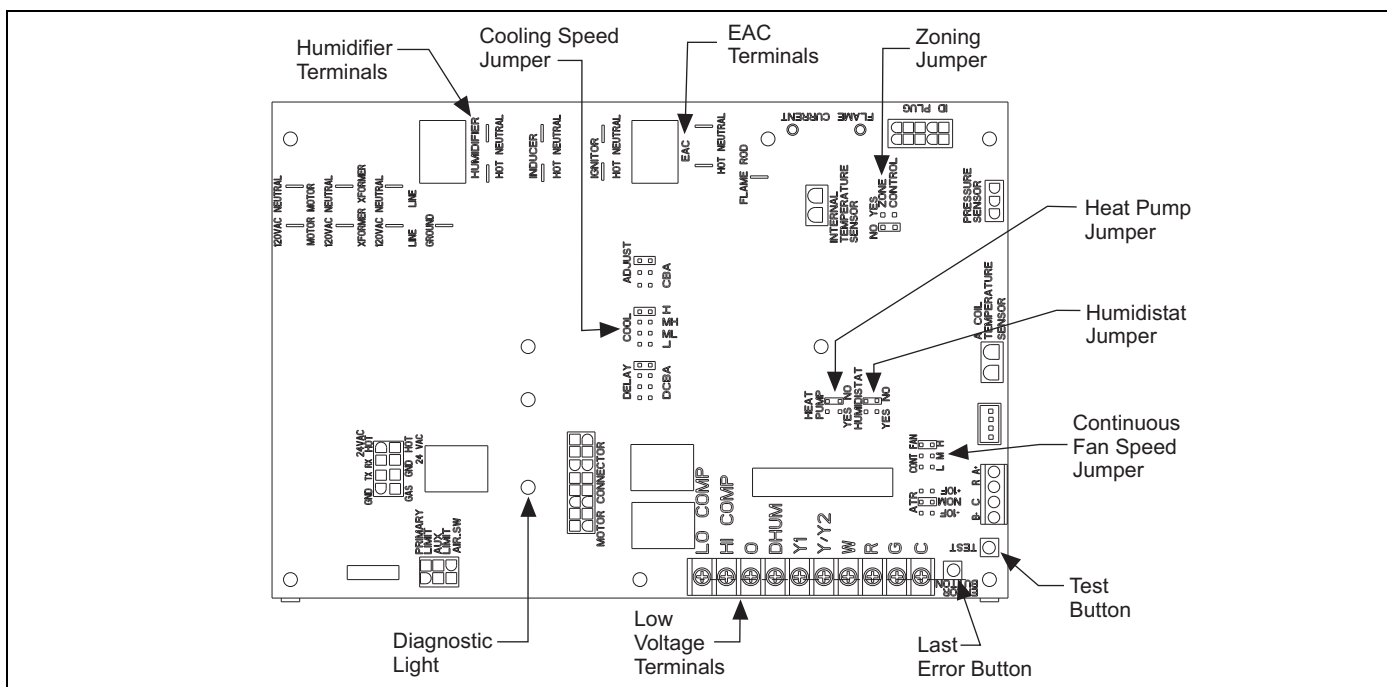 Humidifier
Terminals
Cooling Speed
Jumper
EAC
Terminals
Zoning
Jumper
HUMIDIFIER
HOT NEUTRAL
INDUCER
HOT NEUTRAL
IGNITOR
HOT NEUTRAL
EAC
HOT NEUTRAL
FLAME ROD
FLAME CURRENT
ID PLUG
120VAC NEUTRAL
MOTOR MOTOR
120VAC NEUTRAL
XFORMER XFORMER
120VAC NEUTRAL
LINE LINE
GROUND
INTERNAL
TEMPERATURE
SENSOR
NO YES
ZONE
CONTROL
PRESSURE
SENSOR
Heat Pump
Jumper
ADJUST
CBA
A COIL
TEMPERATURE
SENSOR
Humidistat
Jumper
COOL
L ML MH H
DELAY
DCBA
HEAT
PUMP
YES NO
HUMIDISTAT
YES NO
Continuous
Fan Speed
Jumper
CONT FAN
L M H
ATR
-10F NOM +10F
B- C R A+
24VAC HOT
GND TX RX
GAS GND HOT
24 VAC
MOTOR CONNECTOR
PRIMARY
LIMIT
AUX
LIMIT
AIR.SW
LO COMP
HI COMP
O
DHUM
Y1
Y/Y2
W
R
G
C
TEST
BUTTON
Test
Button
Diagnostic
Light
Low
Voltage
Terminals
Last
Error Button